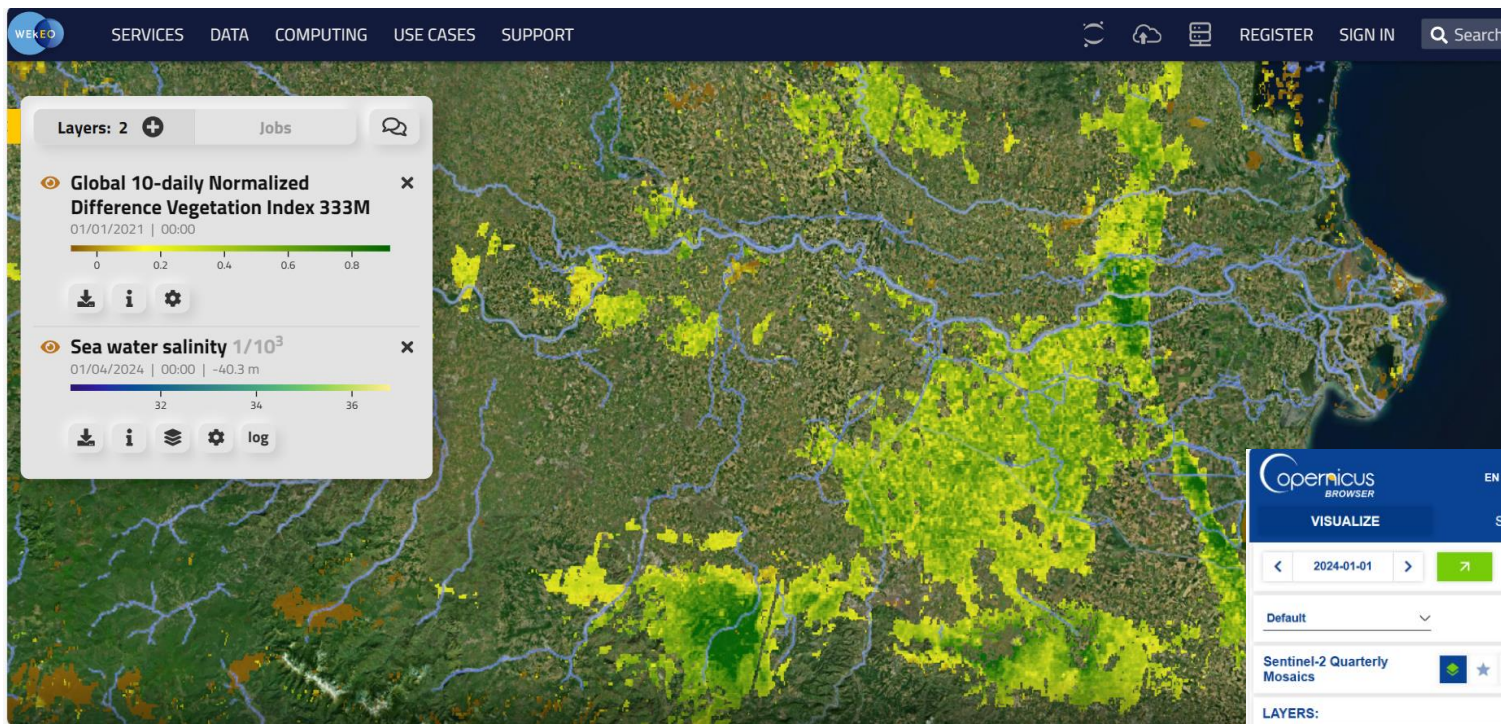 WEKEO SERVICES DATA COMPUTING USE CASES SUPPORT REGISTER SIGN IN Search
Layers: 2 Jobs
Global 10-daily Normalized
Difference Vegetation Index 333M
01/01/2021 | 00:00
0 0.2 0.4 0.6 0.8
Sea water salinity 1/10³
01/04/2024 | 00:00 | -40.3 m
32 34 36
log
Copernicus
BROWSER
EN
VISUALIZE
2024-01-01
Default
Sentinel-2 Quarterly
Mosaics
LAYERS: